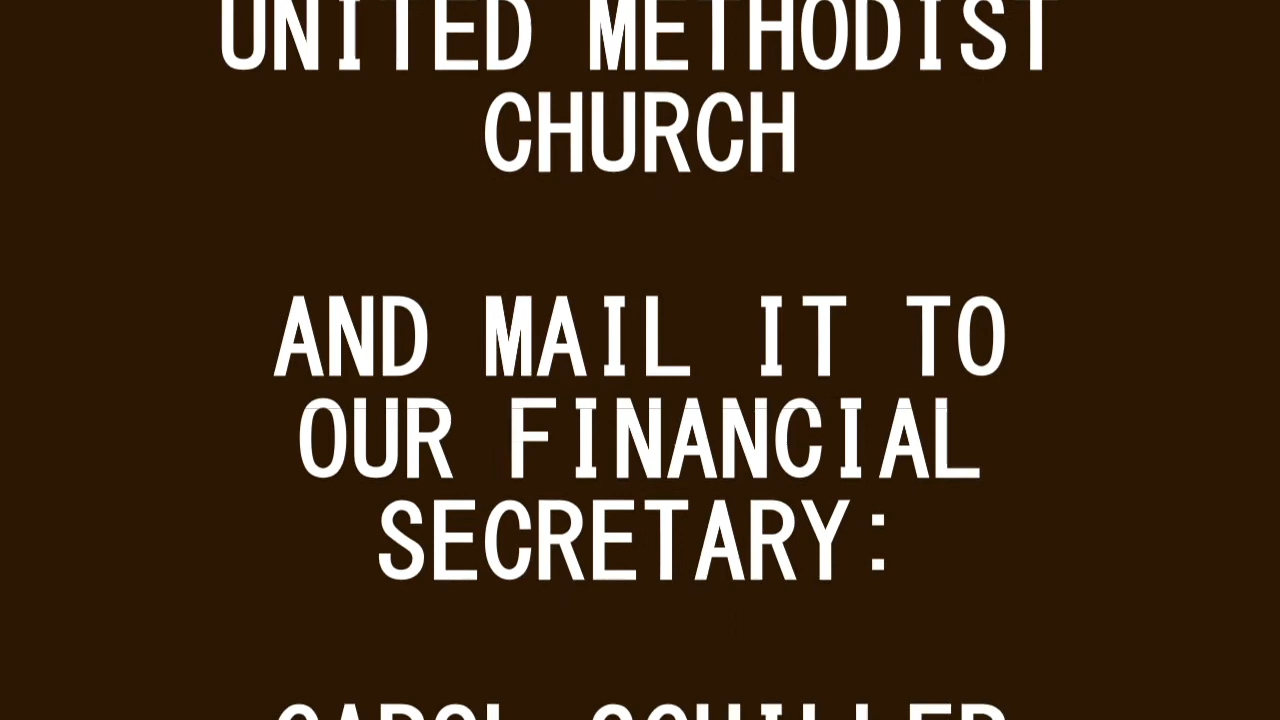 UNITED METHODIST
CHURCH
AND MAIL IT TO
OUR FINANCIAL
SECRETARY: